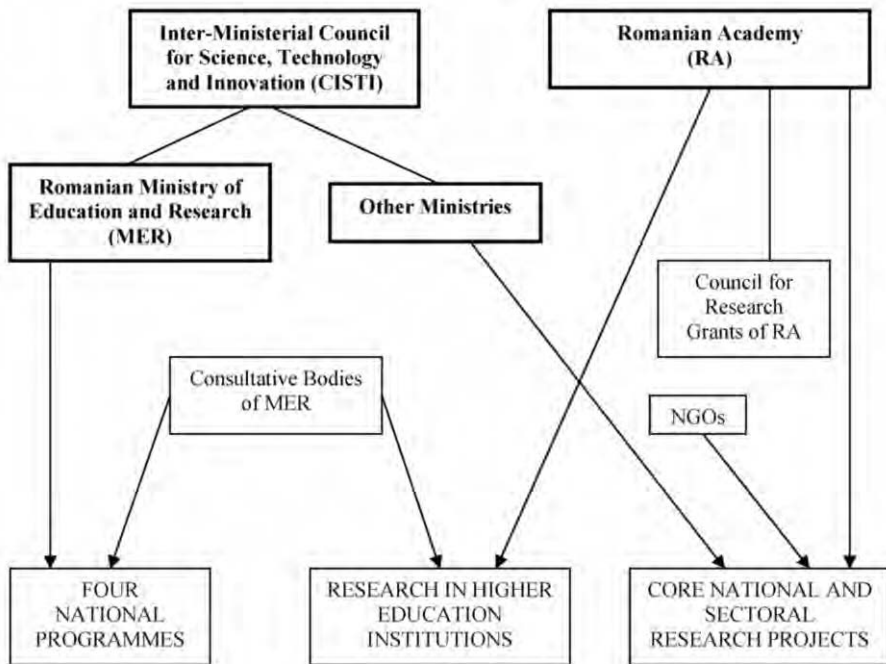 Inter-Ministerial Council
for Science, Technology
and Innovation (CISTI)
Romanian Academy
(RA)
Romanian Ministry of
Education and Research
(MER)
Other Ministries
Council for
Research
Grants of RA
Consultative Bodies
of MER
NGOs
FOUR
NATIONAL
PROGRAMMES
RESEARCH IN HIGHER
EDUCATION
INSTITUTIONS
CORE NATIONAL AND
SECTORAL
RESEARCH PROJECTS